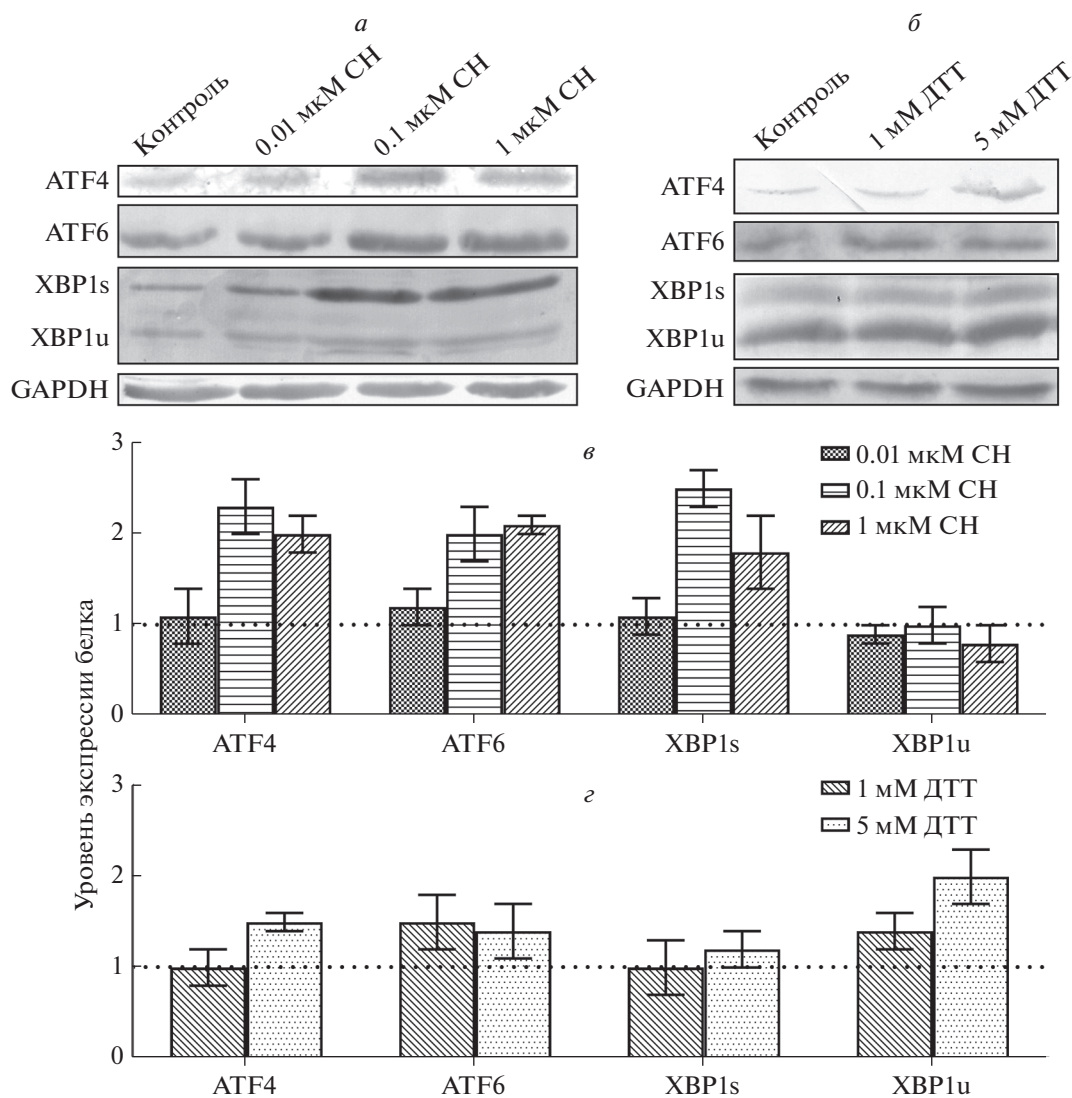 а
Контроль 0.01 мкМ СН 0.1 мкМ СН 1 мкМ СН
ATF4
ATF6
XBP1s
XBP1u
GAPDH
б
Контроль 1 мМ ДТТ 5 мМ ДТТ
ATF4
ATF6
XBP1s
XBP1u
GAPDH
Уровень экспрессии белка
в
3
2
1
0
0.01 мкМ СН
0.1 мкМ СН
1 мкМ СН
ATF4 ATF6 XBP1s XBP1u
г
3
2
1
0
1 мМ ДТТ
5 мМ ДТТ
ATF4 ATF6 XBP1s XBP1u